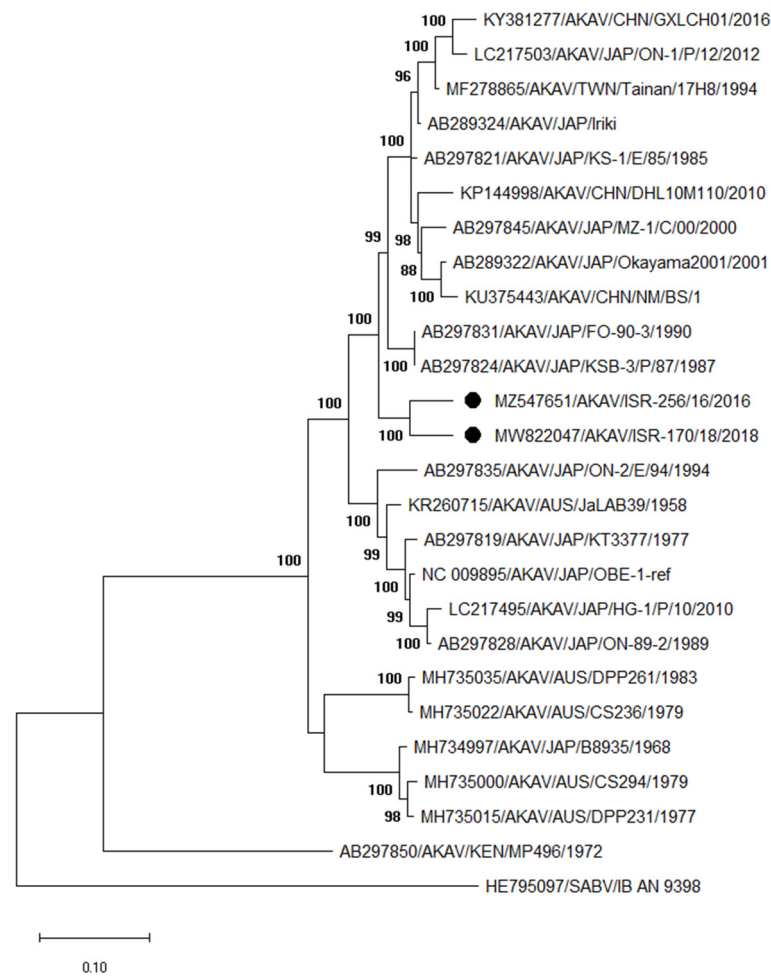 100
KY381277/AKAV/CHN/GXLCH01/2016
100
LC217503/AKAV/JAP/ON-1/P/12/2012
96
MF278865/AKAV/TWN/Tainan/17H8/1994
AB289324/AKAV/JAP/Iriki
100
AB297821/AKAV/JAP/KS-1/E/85/1985
KP144998/AKAV/CHN/DHL10M110/2010
99
98
AB297845/AKAV/JAP/MZ-1/C/00/2000
88
AB289322/AKAV/JAP/Okayama2001/2001
100
KU375443/AKAV/CHN/NM/BS/1
100
AB297831/AKAV/JAP/FO-90-3/1990
100
AB297824/AKAV/JAP/KSB-3/P/87/1987
MZ547651/AKAV/ISR-256/16/2016
100
100
MW822047/AKAV/ISR-170/18/2018
AB297835/AKAV/JAP/ON-2/E/94/1994
100
KR260715/AKAV/AUS/JaLAB39/1958
99
AB297819/AKAV/JAP/KT3377/1977
100
100
NC 009895/AKAV/JAP/OBE-1-ref
99
LC217495/AKAV/JAP/HG-1/P/10/2010
100
AB297828/AKAV/JAP/ON-89-2/1989
100
MH735035/AKAV/AUS/DPP261/1983
MH735022/AKAV/AUS/CS236/1979
MH734997/AKAV/JAP/B8935/1968
100
MH735000/AKAV/AUS/CS294/1979
98
MH735015/AKAV/AUS/DPP231/1977
AB297850/AKAV/KEN/MP496/1972
HE795097/SABV/IB AN 9398
0.10